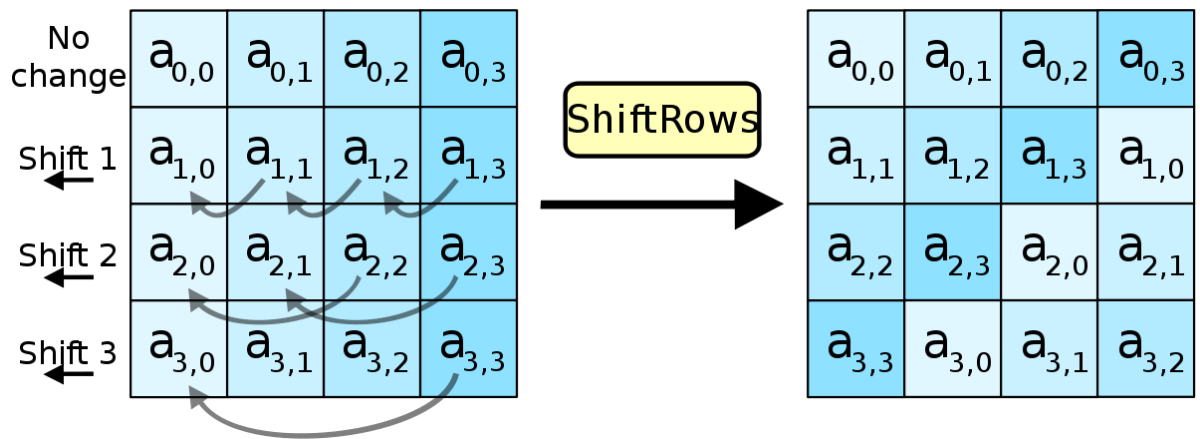 No
change
a0,0 a0,1 a0,2 a0,3
Shift 1
a1,0 a1,1 a1,2 a1,3
Shift 2
a2,0 a2,1 a2,2 a2,3
Shift 3
a3,0 a3,1 a3,2 a3,3
ShiftRows
a0,0 a0,1 a0,2 a0,3
a1,1 a1,2 a1,3 a1,0
a2,2 a2,3 a2,0 a2,1
a3,3 a3,0 a3,1 a3,2